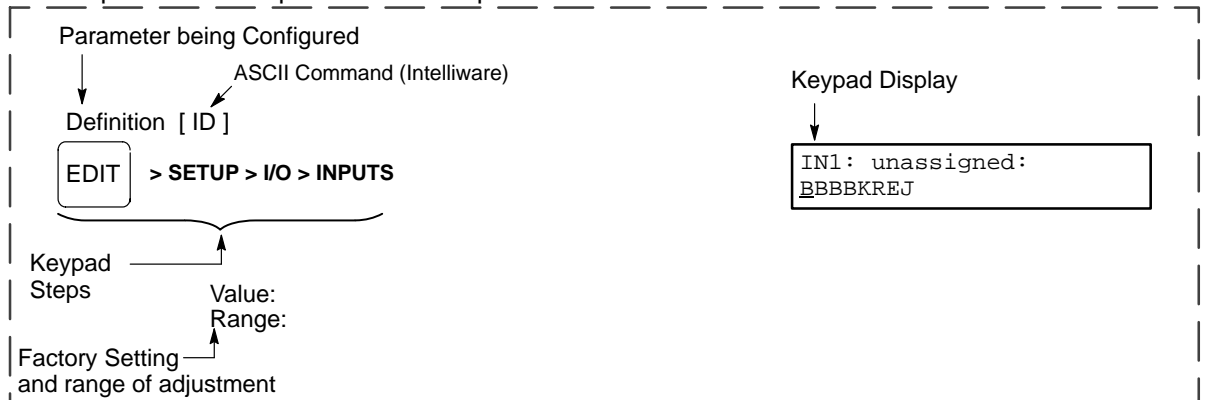 Parameter being Configured
ASCII Command (Intelliware)
Keypad Display
Definition [ ID ]
EDIT > SETUP > I/O > INPUTS
IN1: unassigned:
BBBBKREJ
Keypad
Steps
Value:
Range:
Factory Setting
and range of adjustment